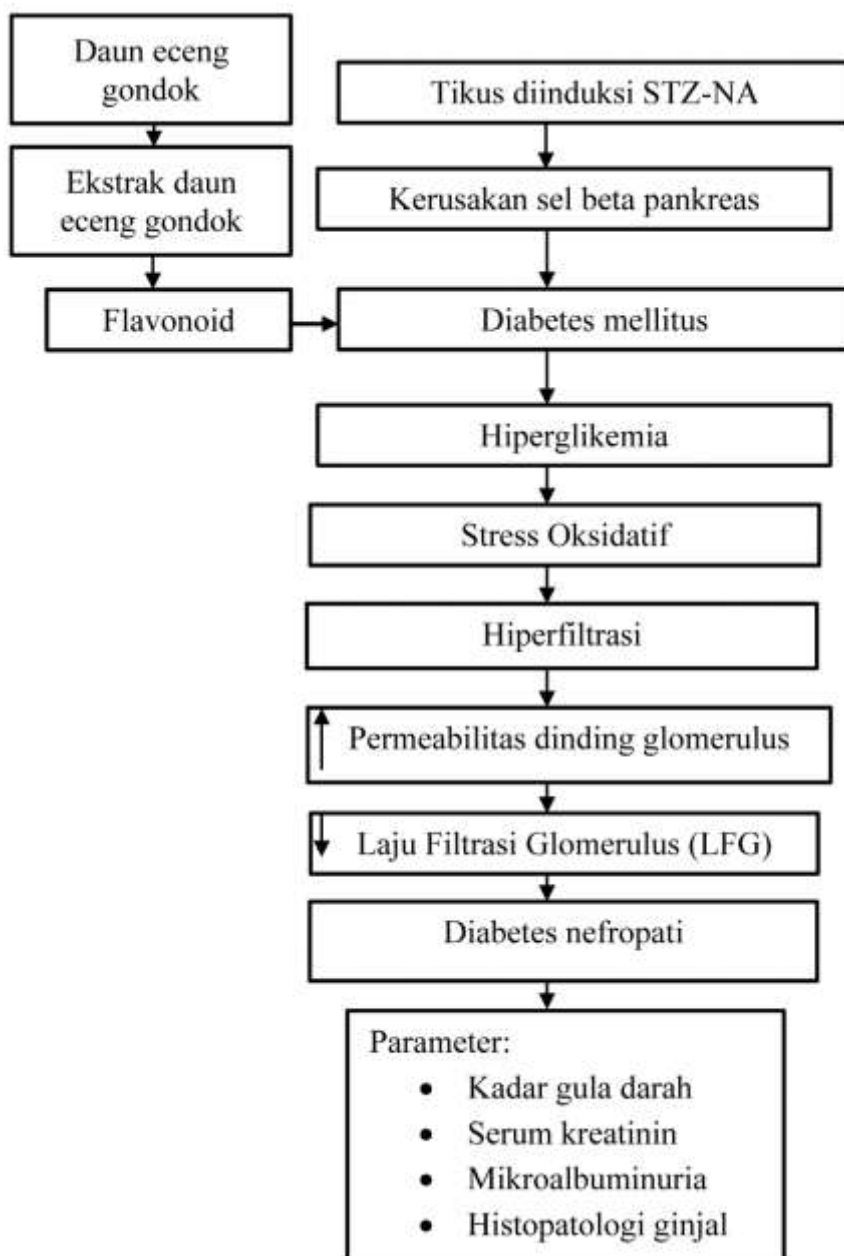 Daun eceng
gondok
Ekstrak daun
eceng gondok
Flavonoid
Tikus diinduksi STZ-NA
Kerusakan sel beta pankreas
Diabetes mellitus
Hiperglikemia
Stress Oksidatif
Hiperfiltrasi
Permeabilitas dinding glomerulus
Laju Filtrasi Glomerulus (LFG)
Diabetes nefropati
Parameter:
• Kadar gula darah
• Serum kreatinin
• Mikroalbuminuria
• Histopatologi ginjal